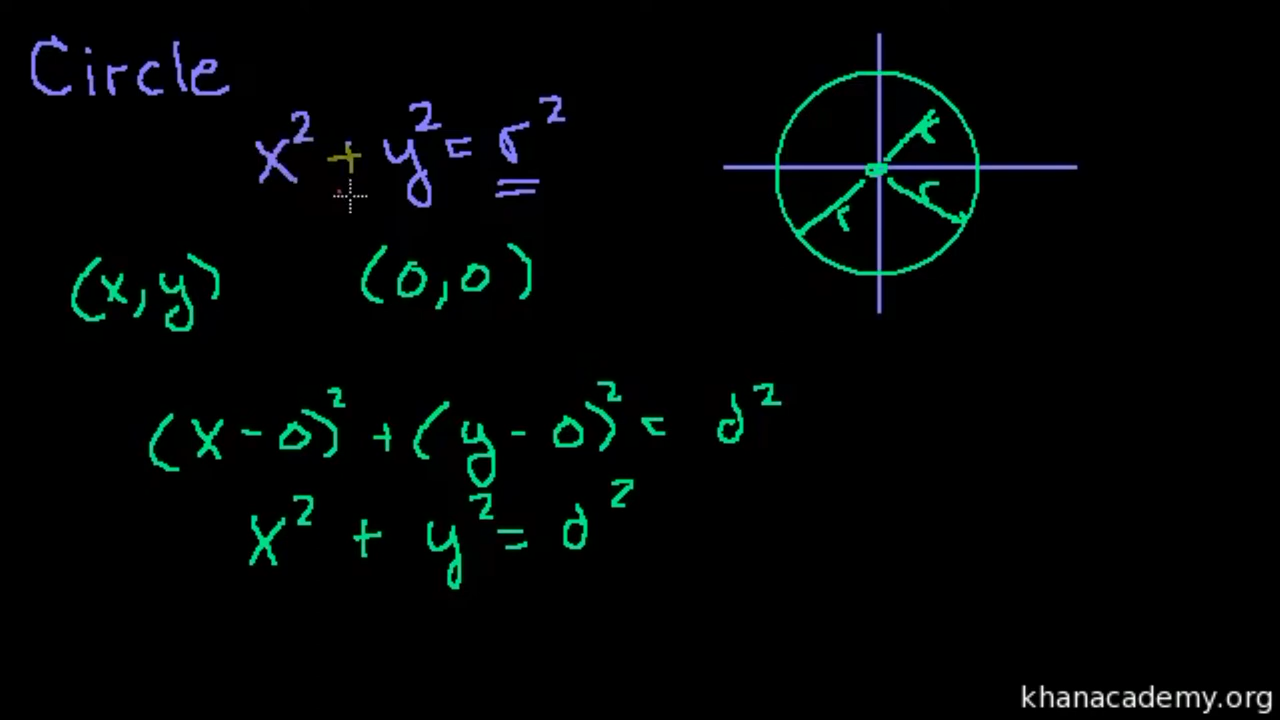 Circle
x² + y² = r²
(x, y) (0, 0)
(x - 0)² + (y - 0)² = d²
x² + y² = d²
r
r
r
khanacademy.org